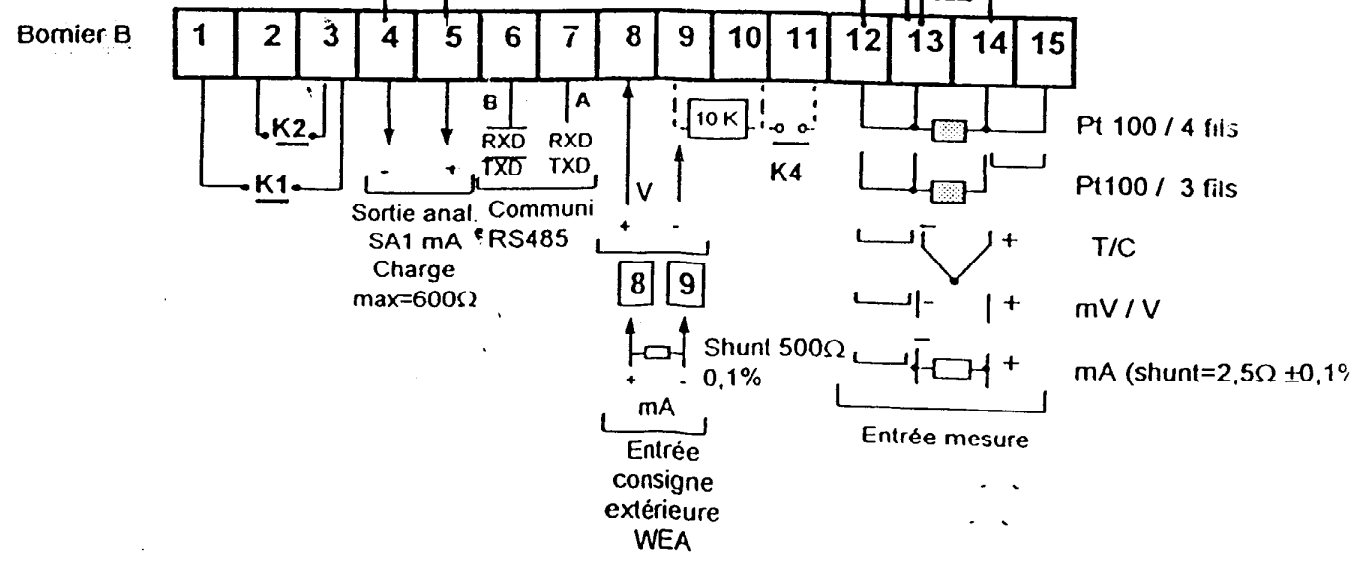 Bornier B
1 2 3 4 5 6 7 8 9 10 11 12 13 14 15
B A
10 K
K2
RXD RXD
TXD TXD
K4
K1
- +
V
+ -
Sortie anal.
SA1 mA
Charge
max=600Ω
Communi
RS485
8 9
Shunt 500Ω
0,1%
+ -
mA
Entrée
consigne
extérieure
WEA
Pt 100 / 4 fils
Pt100 / 3 fils
- + T/C
- + mV / V
- + mA (shunt=2,5Ω ±0,1%
Entrée mesure